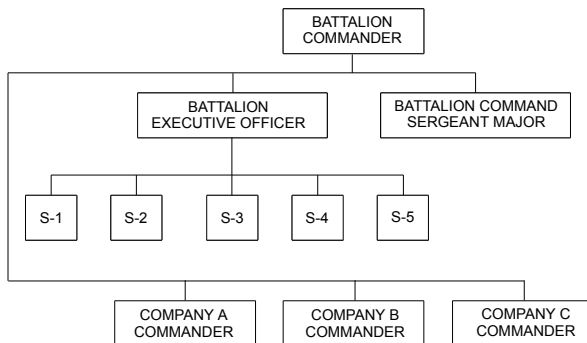 BATTALION
COMMANDER
BATTALION
EXECUTIVE OFFICER
BATTALION COMMAND
SERGEANT MAJOR
S-1
S-2
S-3
S-4
S-5
COMPANY A
COMMANDER
COMPANY B
COMMANDER
COMPANY C
COMMANDER